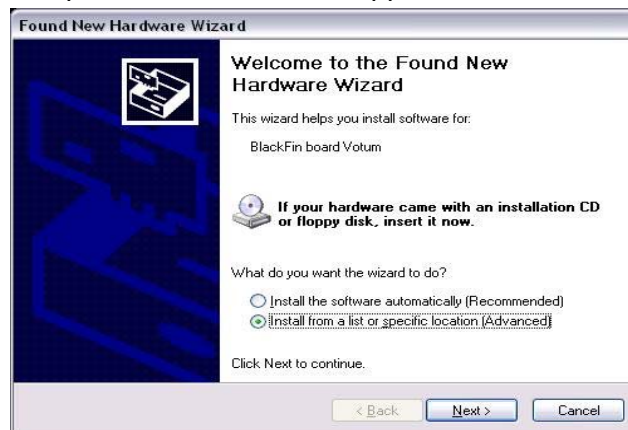 Found New Hardware Wizard
Welcome to the Found New
Hardware Wizard
This wizard helps you install software for:
BlackFin board Votum
If your hardware came with an installation CD
or floppy disk, insert it now.
What do you want the wizard to do?
Install the software automatically (Recommended)
Install from a list or specific location (Advanced)
Click Next to continue.
< Back Next > Cancel